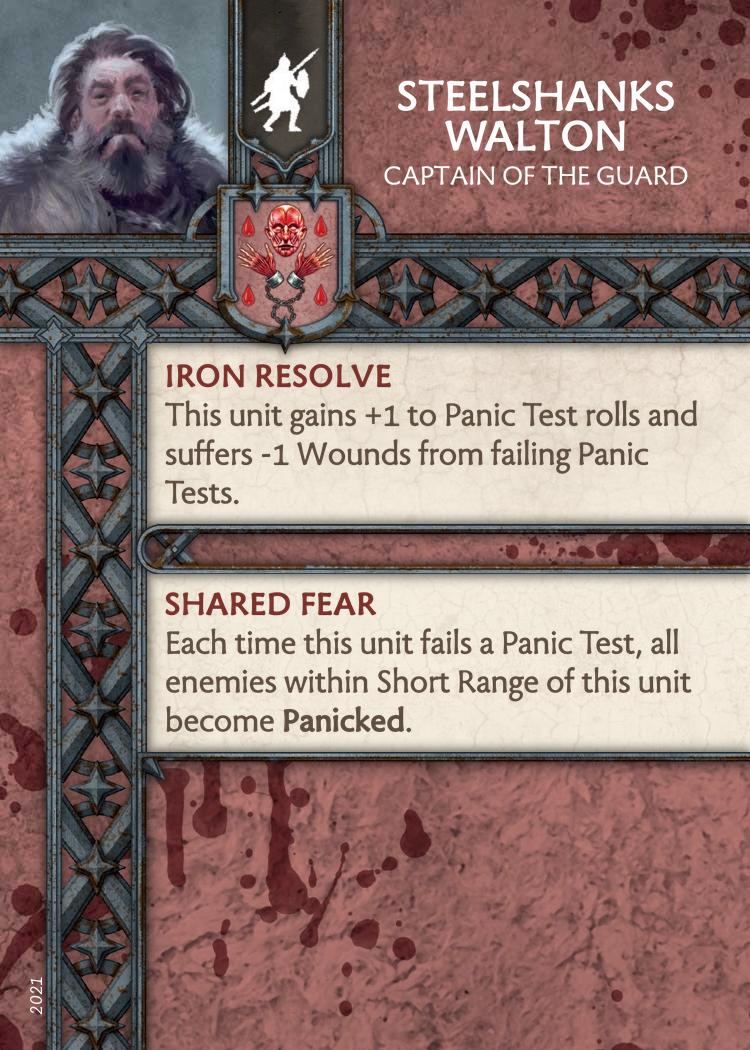 STEELSHANKS
WALTON
CAPTAIN OF THE GUARD
IRON RESOLVE
This unit gains +1 to Panic Test rolls and
suffers -1 Wounds from failing Panic
Tests.
SHARED FEAR
Each time this unit fails a Panic Test, all
enemies within Short Range of this unit
become Panicked.
2021